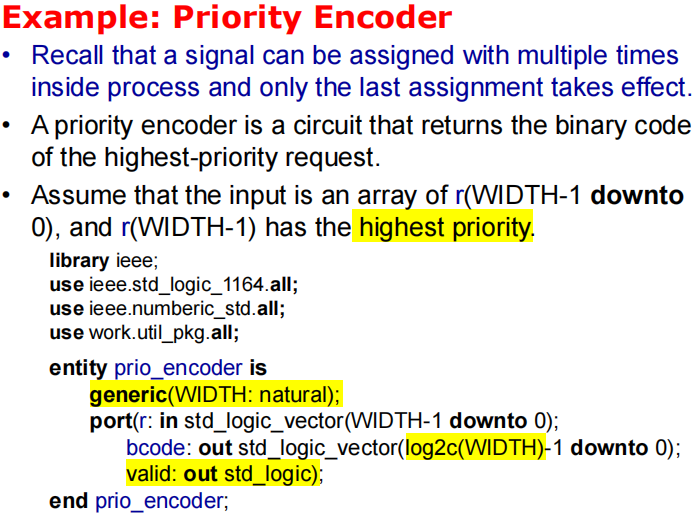 Example: Priority Encoder
• Recall that a signal can be assigned with multiple times
inside process and only the last assignment takes effect.
• A priority encoder is a circuit that returns the binary code
of the highest-priority request.
• Assume that the input is an array of r(WIDTH-1 downto
0), and r(WIDTH-1) has the highest priority.
library ieee;
use ieee.std_logic_1164.all;
use ieee.numberic_std.all;
use work.util_pkg.all;
entity prio_encoder is
generic(WIDTH: natural);
port(r: in std_logic_vector(WIDTH-1 downto 0);
bcode: out std_logic_vector(log2c(WIDTH)-1 downto 0);
valid: out std_logic);
end prio_encoder;